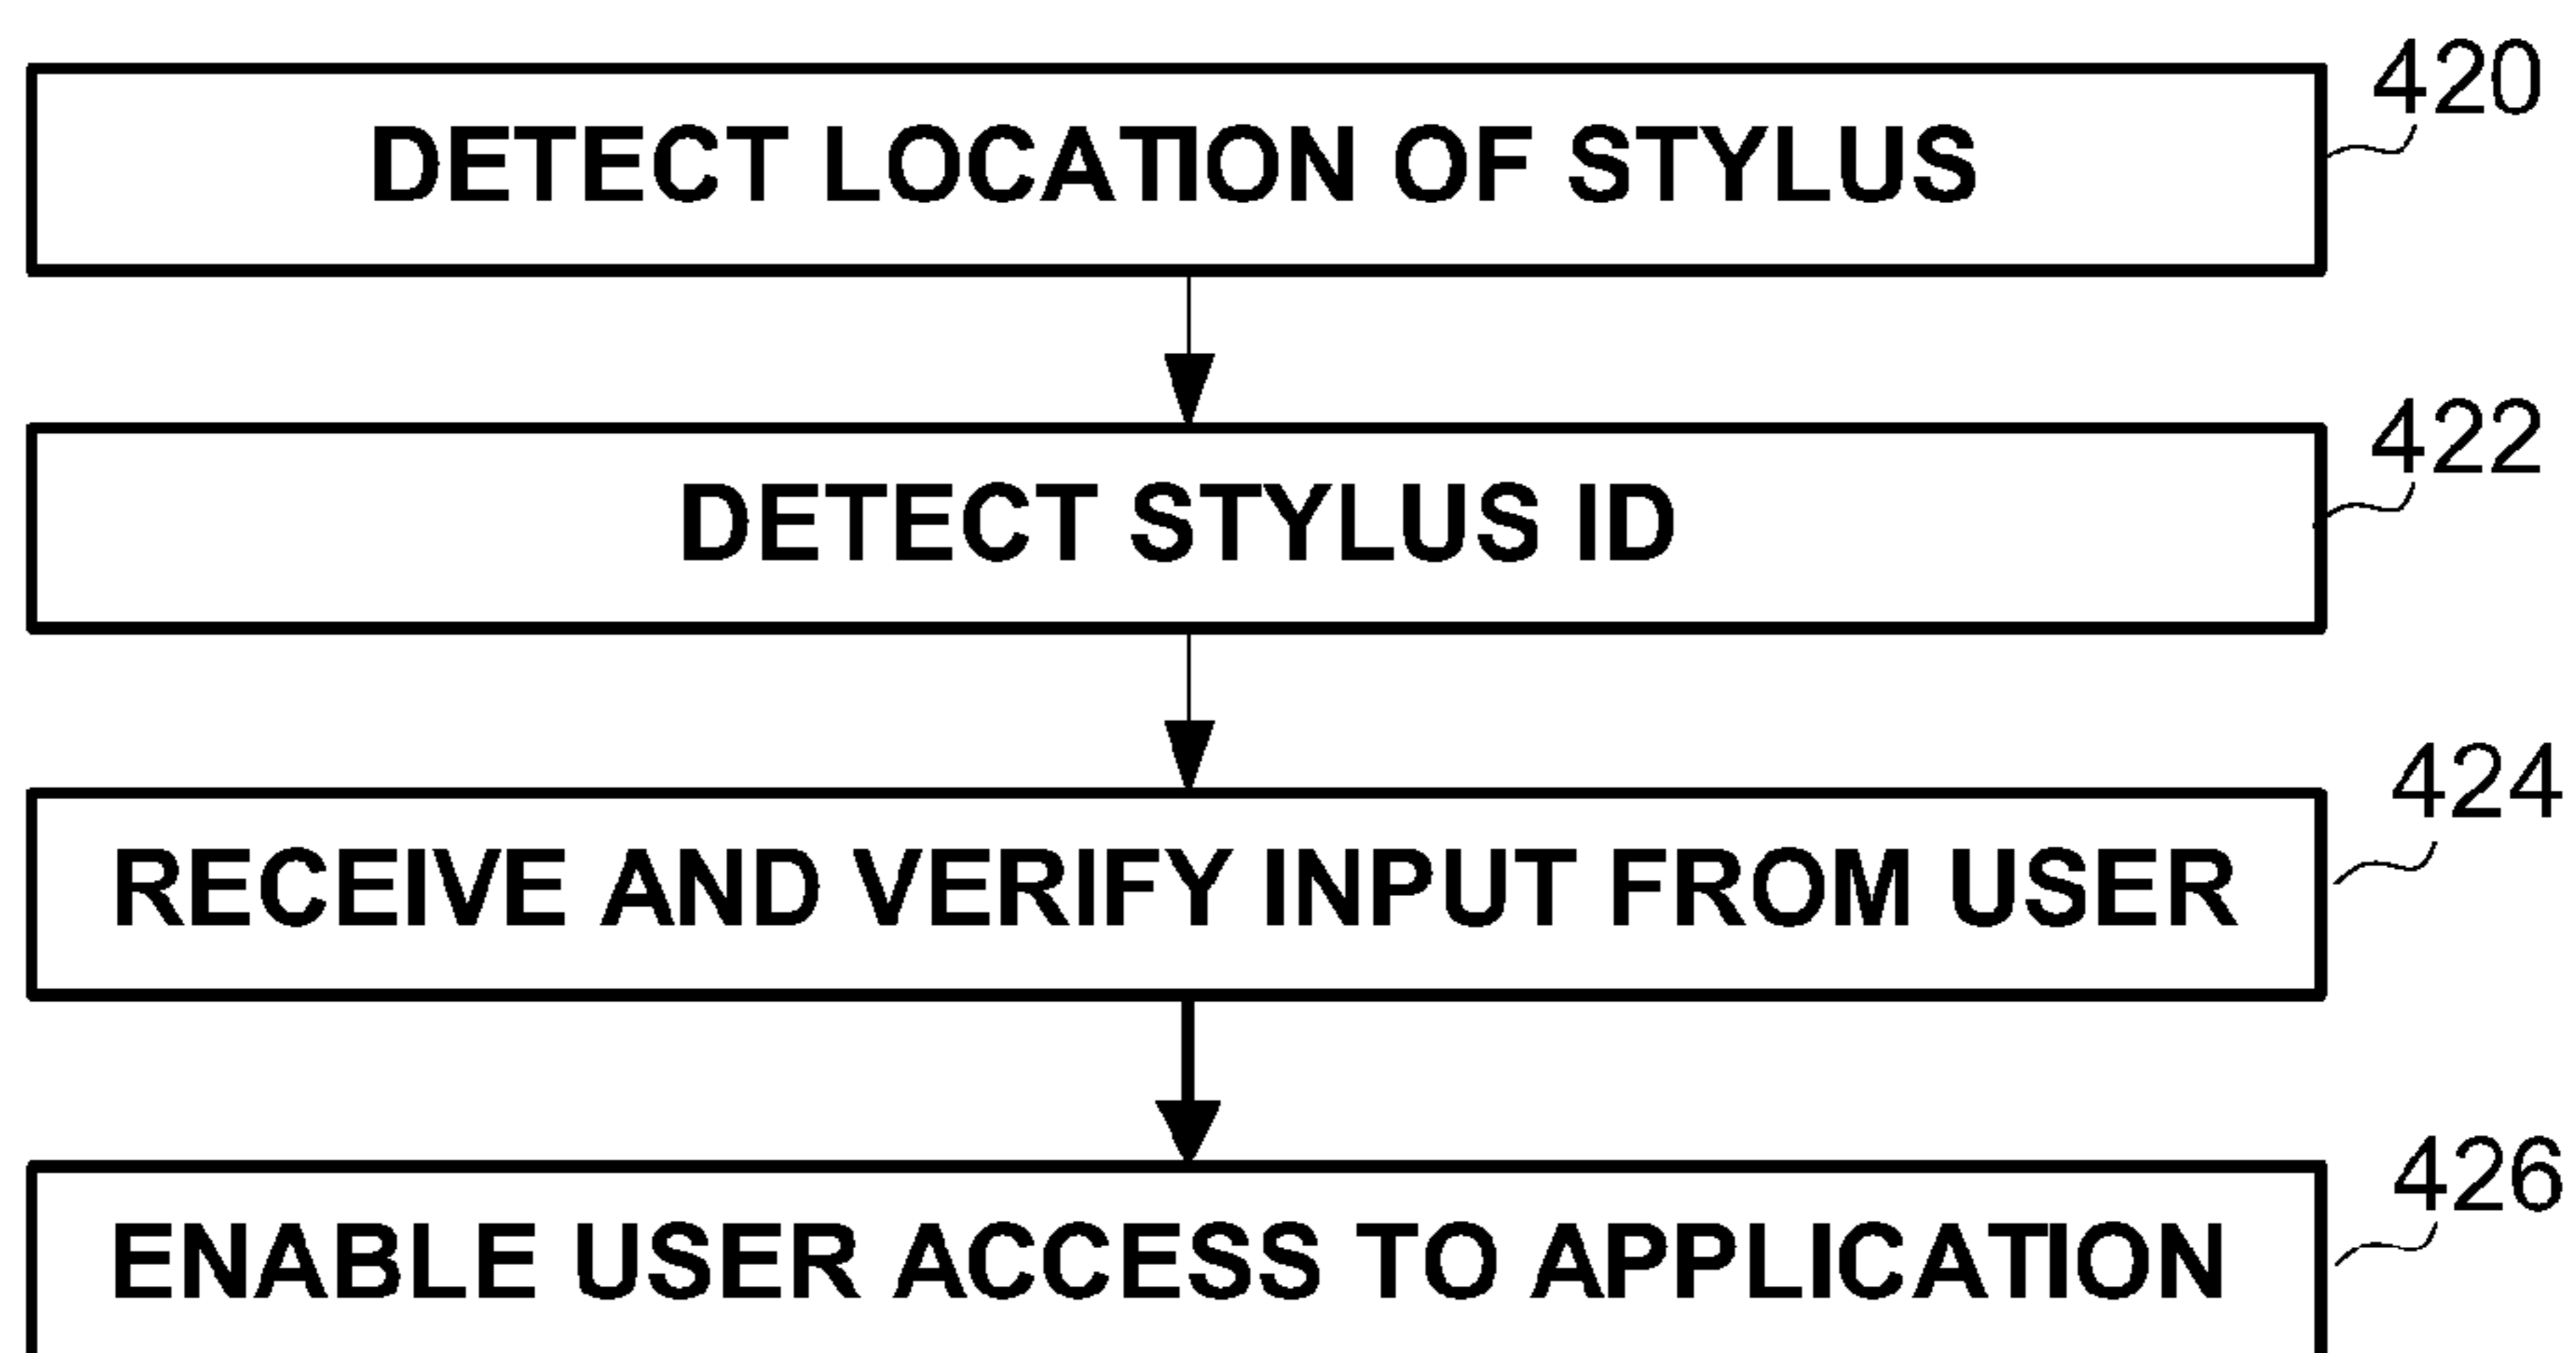 420
DETECT LOCATION OF STYLUS
422
DETECT STYLUS ID
424
RECEIVE AND VERIFY INPUT FROM USER
426
ENABLE USER ACCESS TO APPLICATION